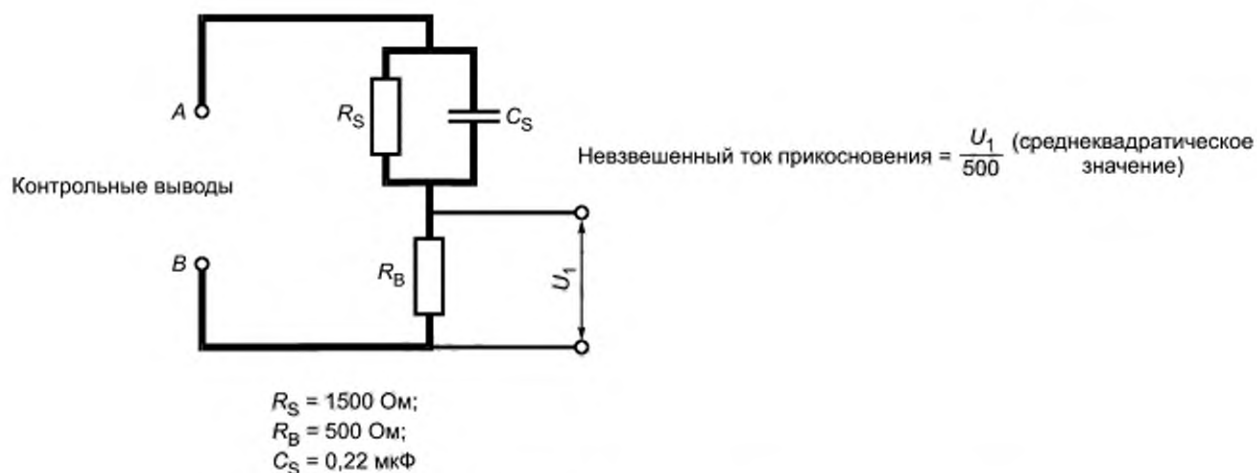 A
R_S
C_S
Невзвешенный ток прикосновения = U_1/500 (среднеквадратическое
значение)
Контрольные выводы
B
R_B
U_1
R_S = 1500 Ом;
R_B = 500 Ом;
C_S = 0,22 мкФ